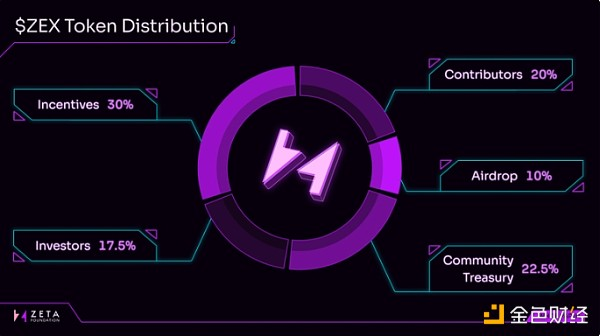 $ZEX Token Distribution
Contributors 20%
Incentives 30%
Airdrop 10%
Investors 17.5%
Community
Treasury 22.5%
ZETA
FOUNDATION
金色财经